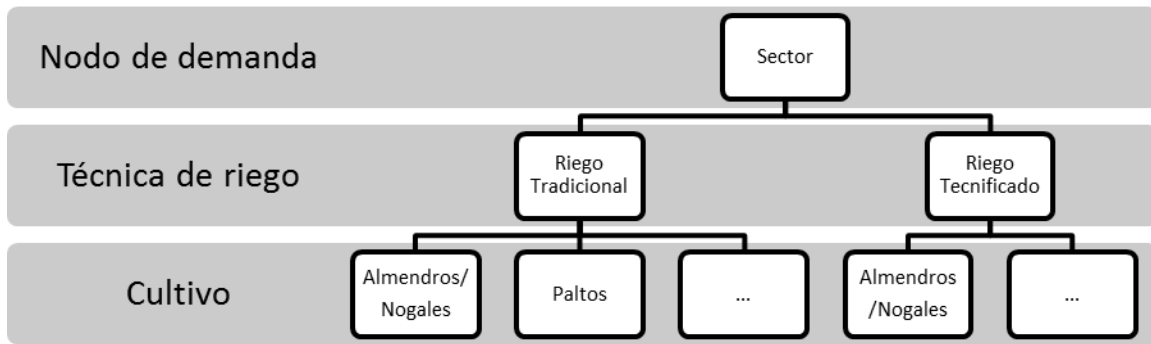 Nodo de demanda
Sector
Técnica de riego
Riego
Tradicional
Riego
Tecnificado
Cultivo
Almendros/
Nogales
Paltos
...
Almendros
/Nogales
...